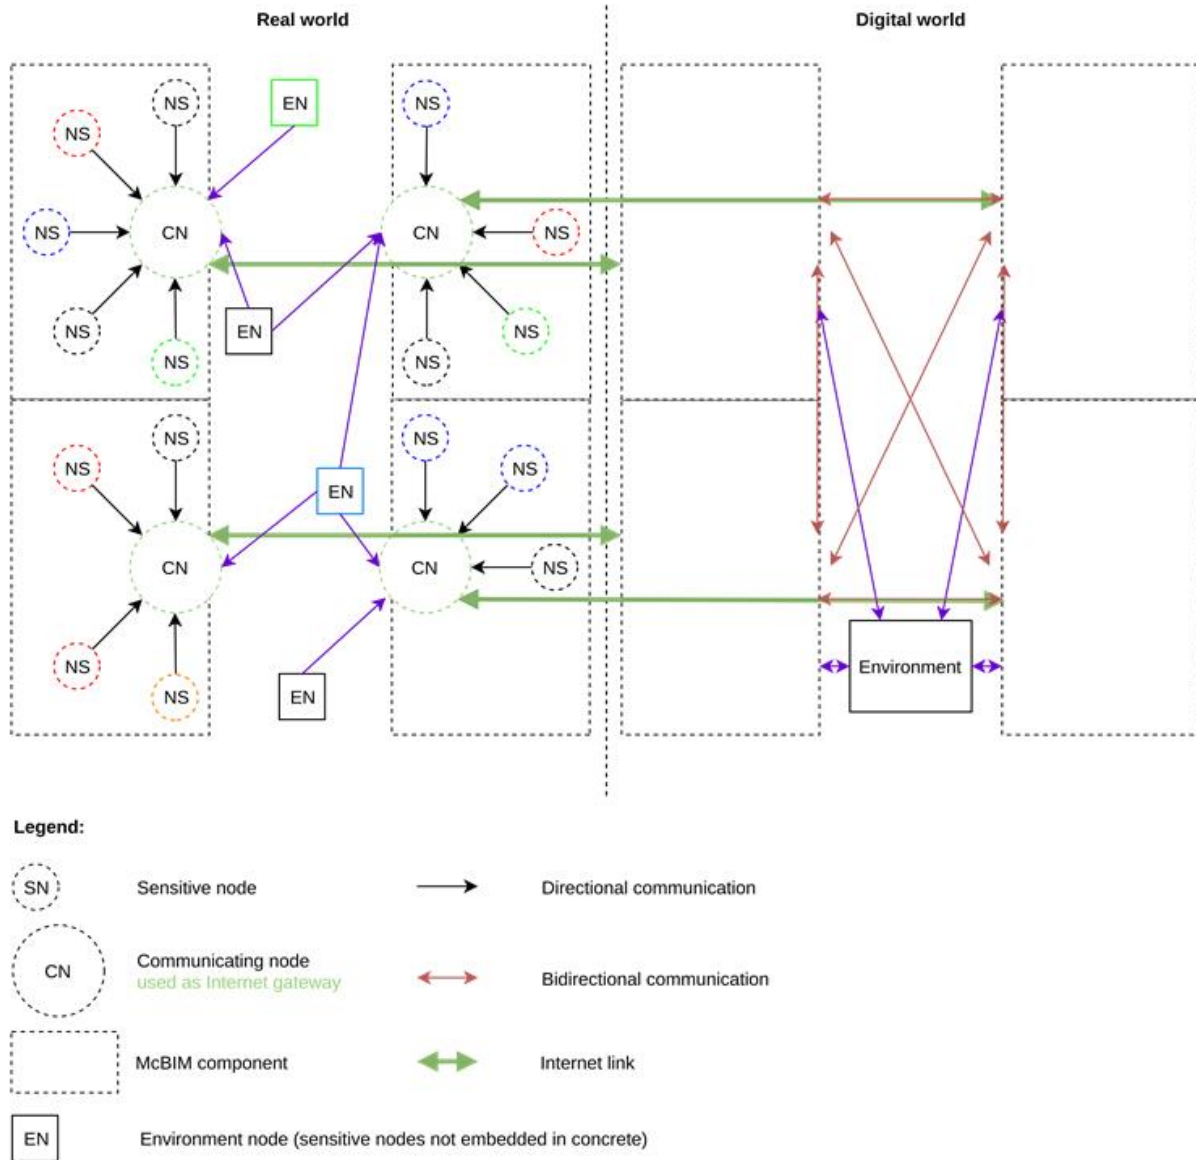 Real world
Digital world
NS
EN
NS
NS
NS
CN
CN
NS
NS
NS
EN
NS
NS
NS
NS
NS
NS
NS
EN
CN
CN
NS
NS
NS
EN
Environment
Legend:
SN
Sensitive node
Directional communication
CN
Communicating node
used as Internet gateway
Bidirectional communication
McBIM component
Internet link
EN
Environment node (sensitive nodes not embedded in concrete)